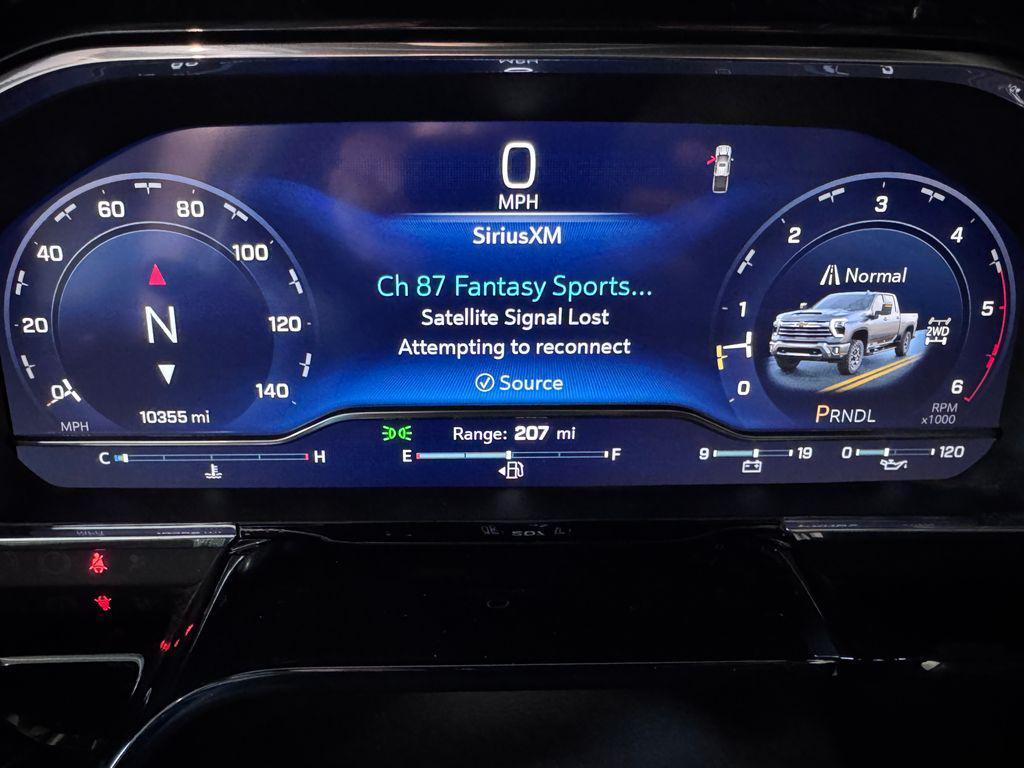 0
MPH
SiriusXM
Ch 87 Fantasy Sports...
Satellite Signal Lost
Attempting to reconnect
Source
0
20
40
60
80
100
120
140
N
10355 mi
MPH
0
1
2
3
4
5
6
Normal
2WD
PRNDL
RPM
x1000
C H
Range: 207 mi
E F
9 19
0 120